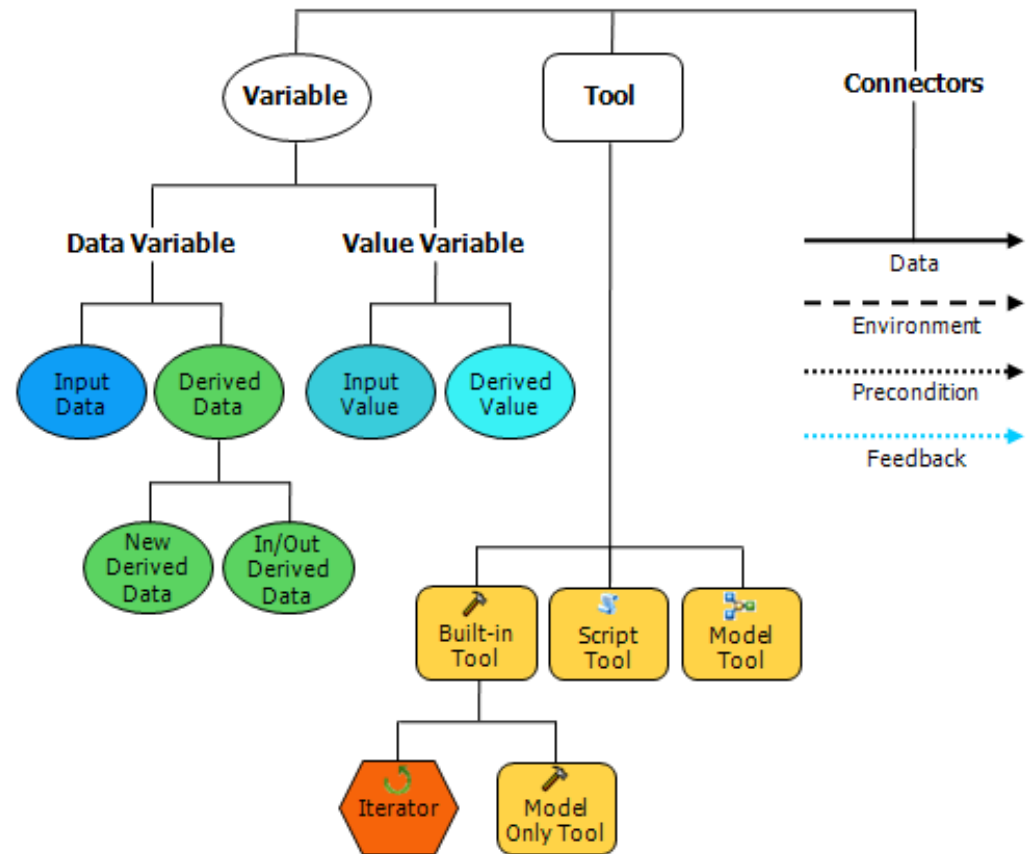 Variable
Tool
Connectors
Data Variable
Value Variable
Data
Environment
Precondition
Feedback
Input
Data
Derived
Data
Input
Value
Derived
Value
New
Derived
Data
In/Out
Derived
Data
Built-in
Tool
Script
Tool
Model
Tool
Iterator
Model
Only Tool